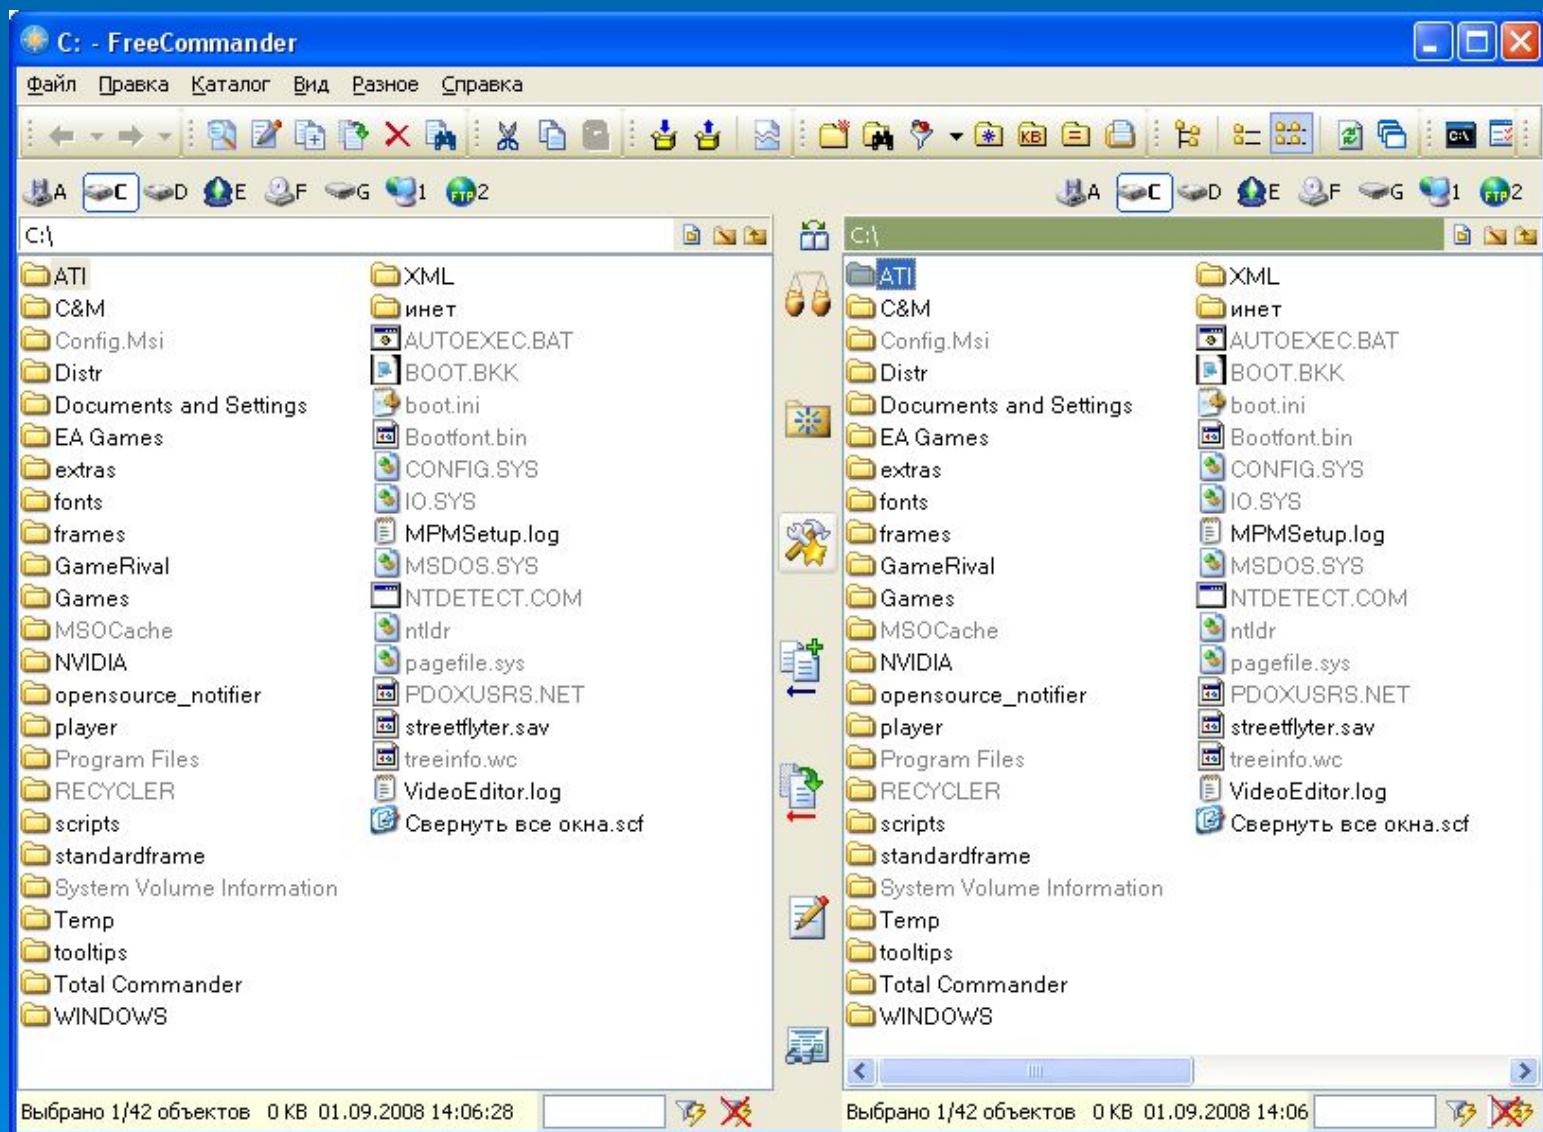 C: - FreeCommander
Файл Правка Каталог Вид Разное Справка
KB C:\
A C D E F G 1 FTP 2
A C D E F G 1 FTP 2
C:\
ATI
C&M
Config.Msi
Distr
Documents and Settings
EA Games
extras
fonts
frames
GameRival
Games
MSOCache
NVIDIA
opensource_notifier
player
Program Files
RECYCLER
scripts
standardframe
System Volume Information
Temp
tooltips
Total Commander
WINDOWS
XML
инет
AUTOEXEC.BAT
BOOT.BKK
boot.ini
Bootfont.bin
CONFIG.SYS
IO.SYS
MPMSetup.log
MSDOS.SYS
NTDETECT.COM
ntldr
pagefile.sys
PDOXUSRS.NET
streetflyter.sav
treeinfo.wc
VideoEditor.log
Свернуть все окна.scf
Выбрано 1/42 объектов 0 KB 01.09.2008 14:06:28
C:\
ATI
C&M
Config.Msi
Distr
Documents and Settings
EA Games
extras
fonts
frames
GameRival
Games
MSOCache
NVIDIA
opensource_notifier
player
Program Files
RECYCLER
scripts
standardframe
System Volume Information
Temp
tooltips
Total Commander
WINDOWS
XML
инет
AUTOEXEC.BAT
BOOT.BKK
boot.ini
Bootfont.bin
CONFIG.SYS
IO.SYS
MPMSetup.log
MSDOS.SYS
NTDETECT.COM
ntldr
pagefile.sys
PDOXUSRS.NET
streetflyter.sav
treeinfo.wc
VideoEditor.log
Свернуть все окна.scf
Выбрано 1/42 объектов 0 KB 01.09.2008 14:06